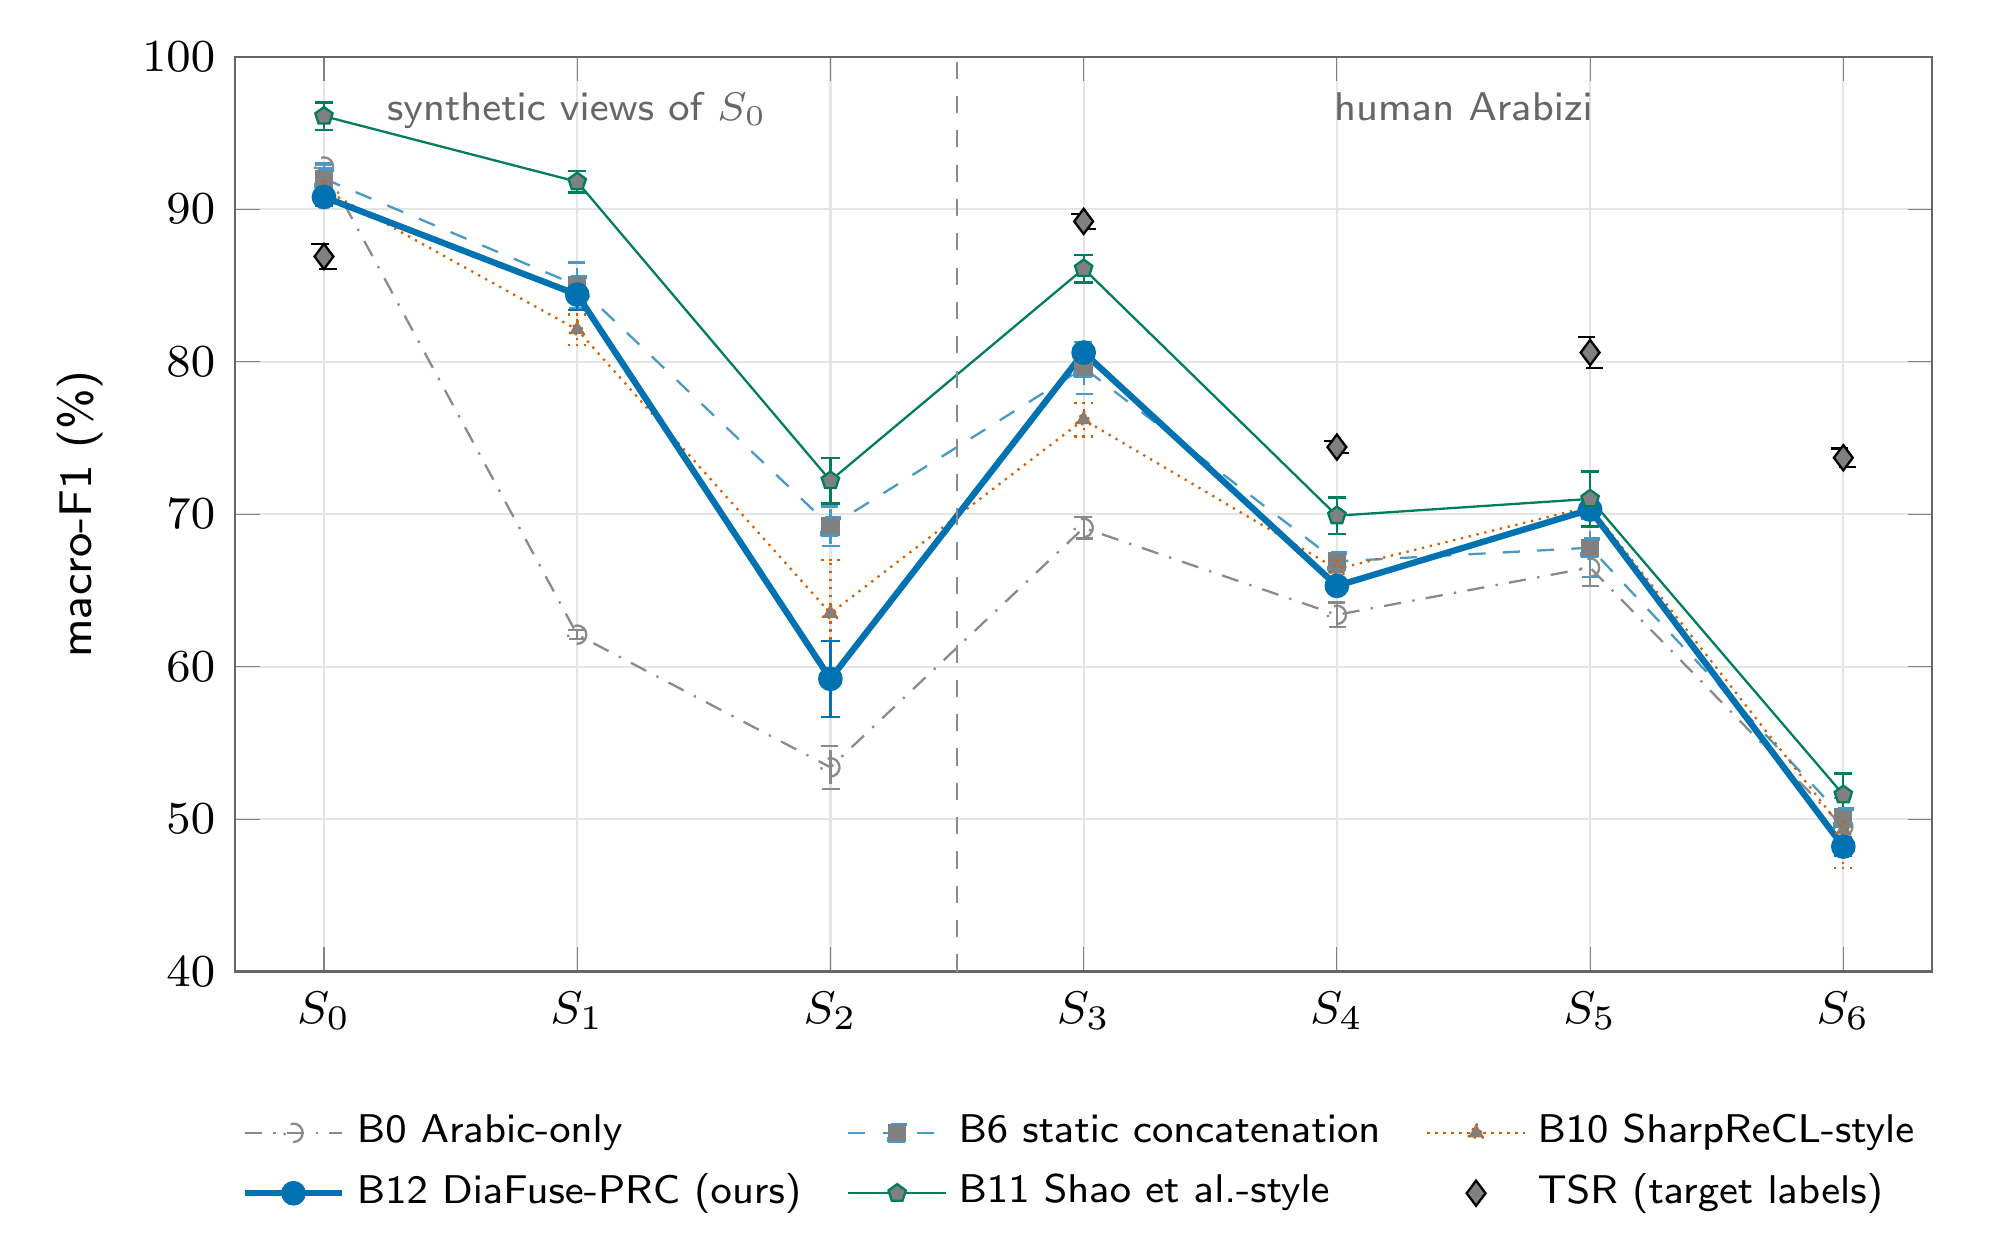 100
synthetic views of S₀
human Arabizi
90
80
macro-F1 (%)
70
60
50
40
S₀ S₁ S₂ S₃ S₄ S₅ S₆
B0 Arabic-only B6 static concatenation B10 SharpReCL-style
B12 DiaFuse-PRC (ours) B11 Shao et al.-style TSR (target labels)